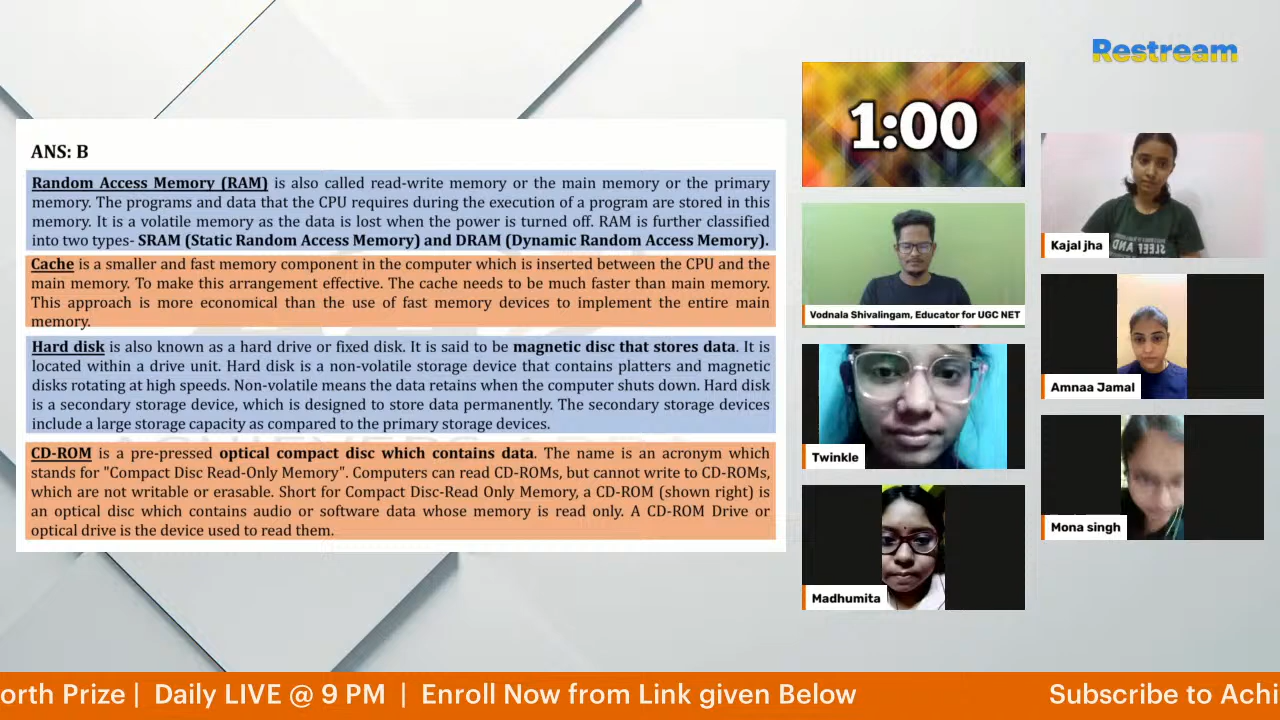 Restream
1:00
ANS: B
Random Access Memory (RAM) is also called read-write memory or the main memory or the primary
memory. The programs and data that the CPU requires during the execution of a program are stored in this
memory. It is a volatile memory as the data is lost when the power is turned off. RAM is further classified
into two types- SRAM (Static Random Access Memory) and DRAM (Dynamic Random Access Memory).
Cache is a smaller and fast memory component in the computer which is inserted between the CPU and the
main memory. To make this arrangement effective. The cache needs to be much faster than main memory.
This approach is more economical than the use of fast memory devices to implement the entire main
memory.
Hard disk is also known as a hard drive or fixed disk. It is said to be magnetic disc that stores data. It is
located within a drive unit. Hard disk is a non-volatile storage device that contains platters and magnetic
disks rotating at high speeds. Non-volatile means the data retains when the computer shuts down. Hard disk
is a secondary storage device, which is designed to store data permanently. The secondary storage devices
include a large storage capacity as compared to the primary storage devices.
CD-ROM is a pre-pressed optical compact disc which contains data. The name is an acronym which
stands for "Compact Disc Read-Only Memory". Computers can read CD-ROMs, but cannot write to CD-ROMs,
which are not writable or erasable. Short for Compact Disc-Read Only Memory, a CD-ROM (shown right) is
an optical disc which contains audio or software data whose memory is read only. A CD-ROM Drive or
optical drive is the device used to read them.
Kajal jha
Vodnala Shivalingam, Educator for UGC NET
Amnaa Jamal
Twinkle
Mona singh
Madhumita
orth Prize | Daily LIVE @ 9 PM | Enroll Now from Link given Below
Subscribe to Achi